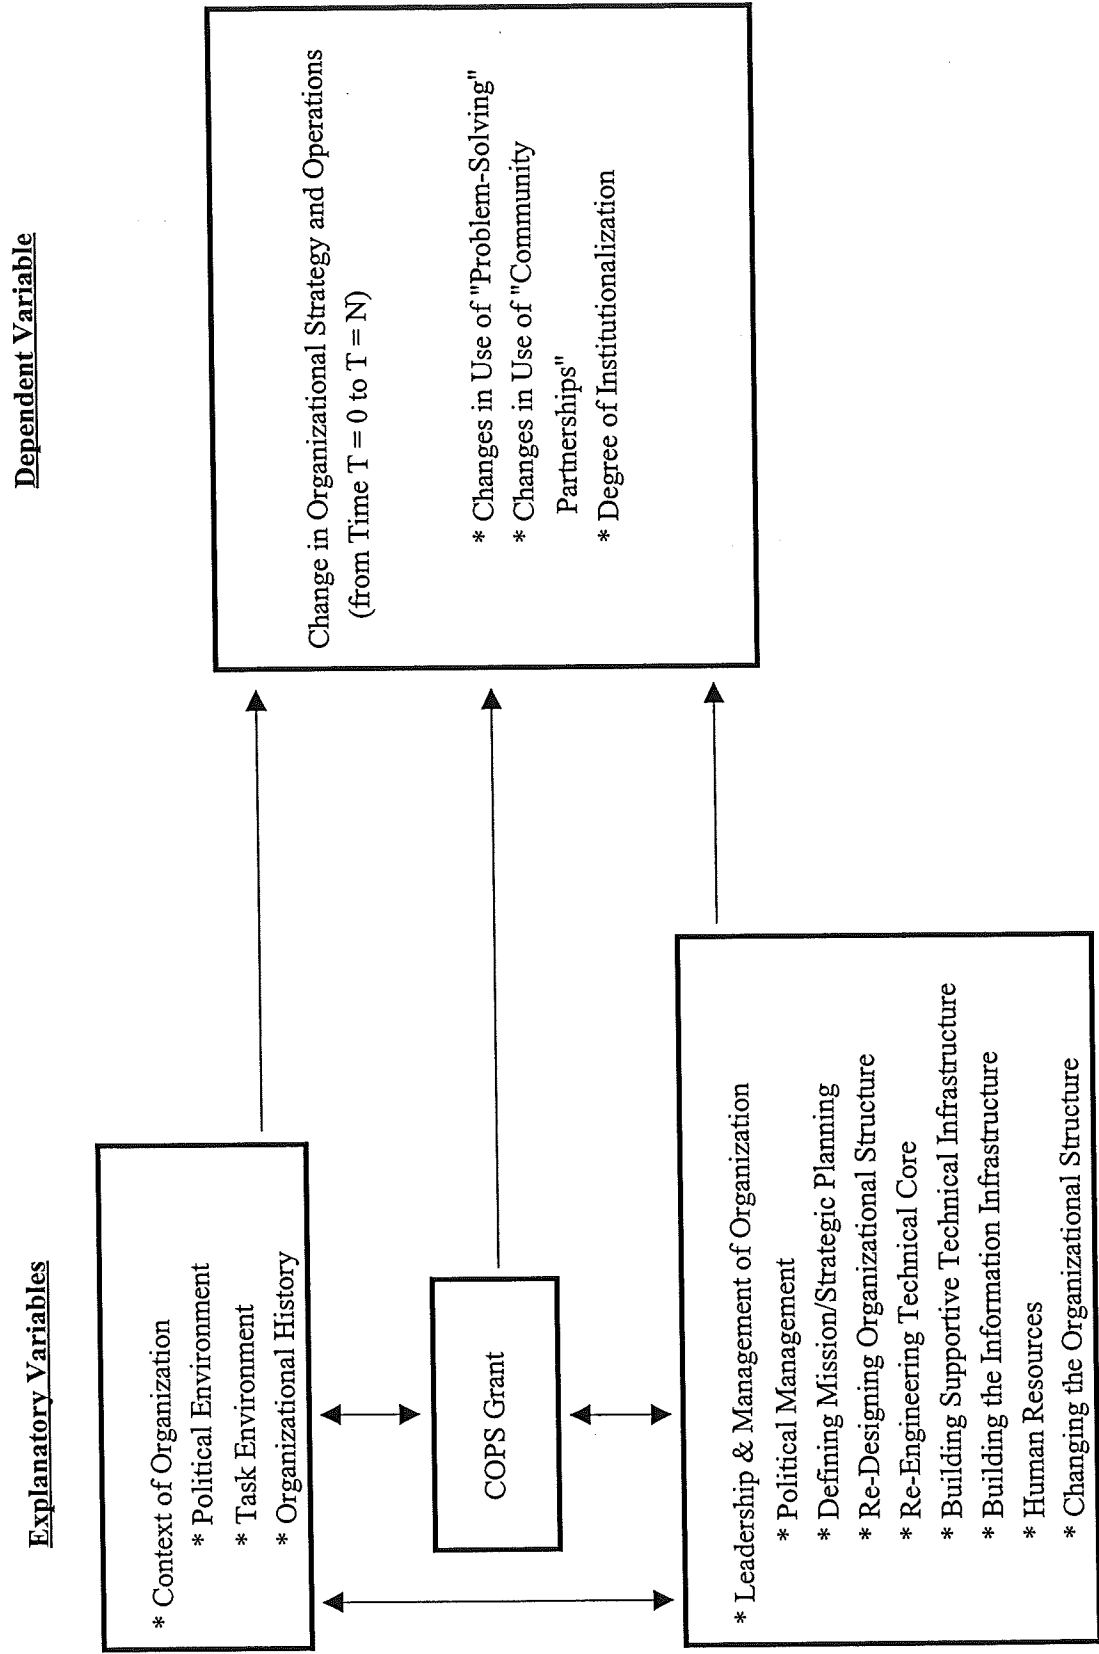 Explanatory Variables
* Context of Organization
* Political Environment
* Task Environment
* Organizational History
COPS Grant
* Leadership & Management of Organization
* Political Management
* Defining Mission/Strategic Planning
* Re-Designing Organizational Structure
* Re-Engineering Technical Core
* Building Supportive Technical Infrastructure
* Building the Information Infrastructure
* Human Resources
* Changing the Organizational Structure
Dependent Variable
Change in Organizational Strategy and Operations
(from Time T = 0 to T = N)
* Changes in Use of "Problem-Solving"
* Changes in Use of "Community
Partnerships"
* Degree of Institutionalization